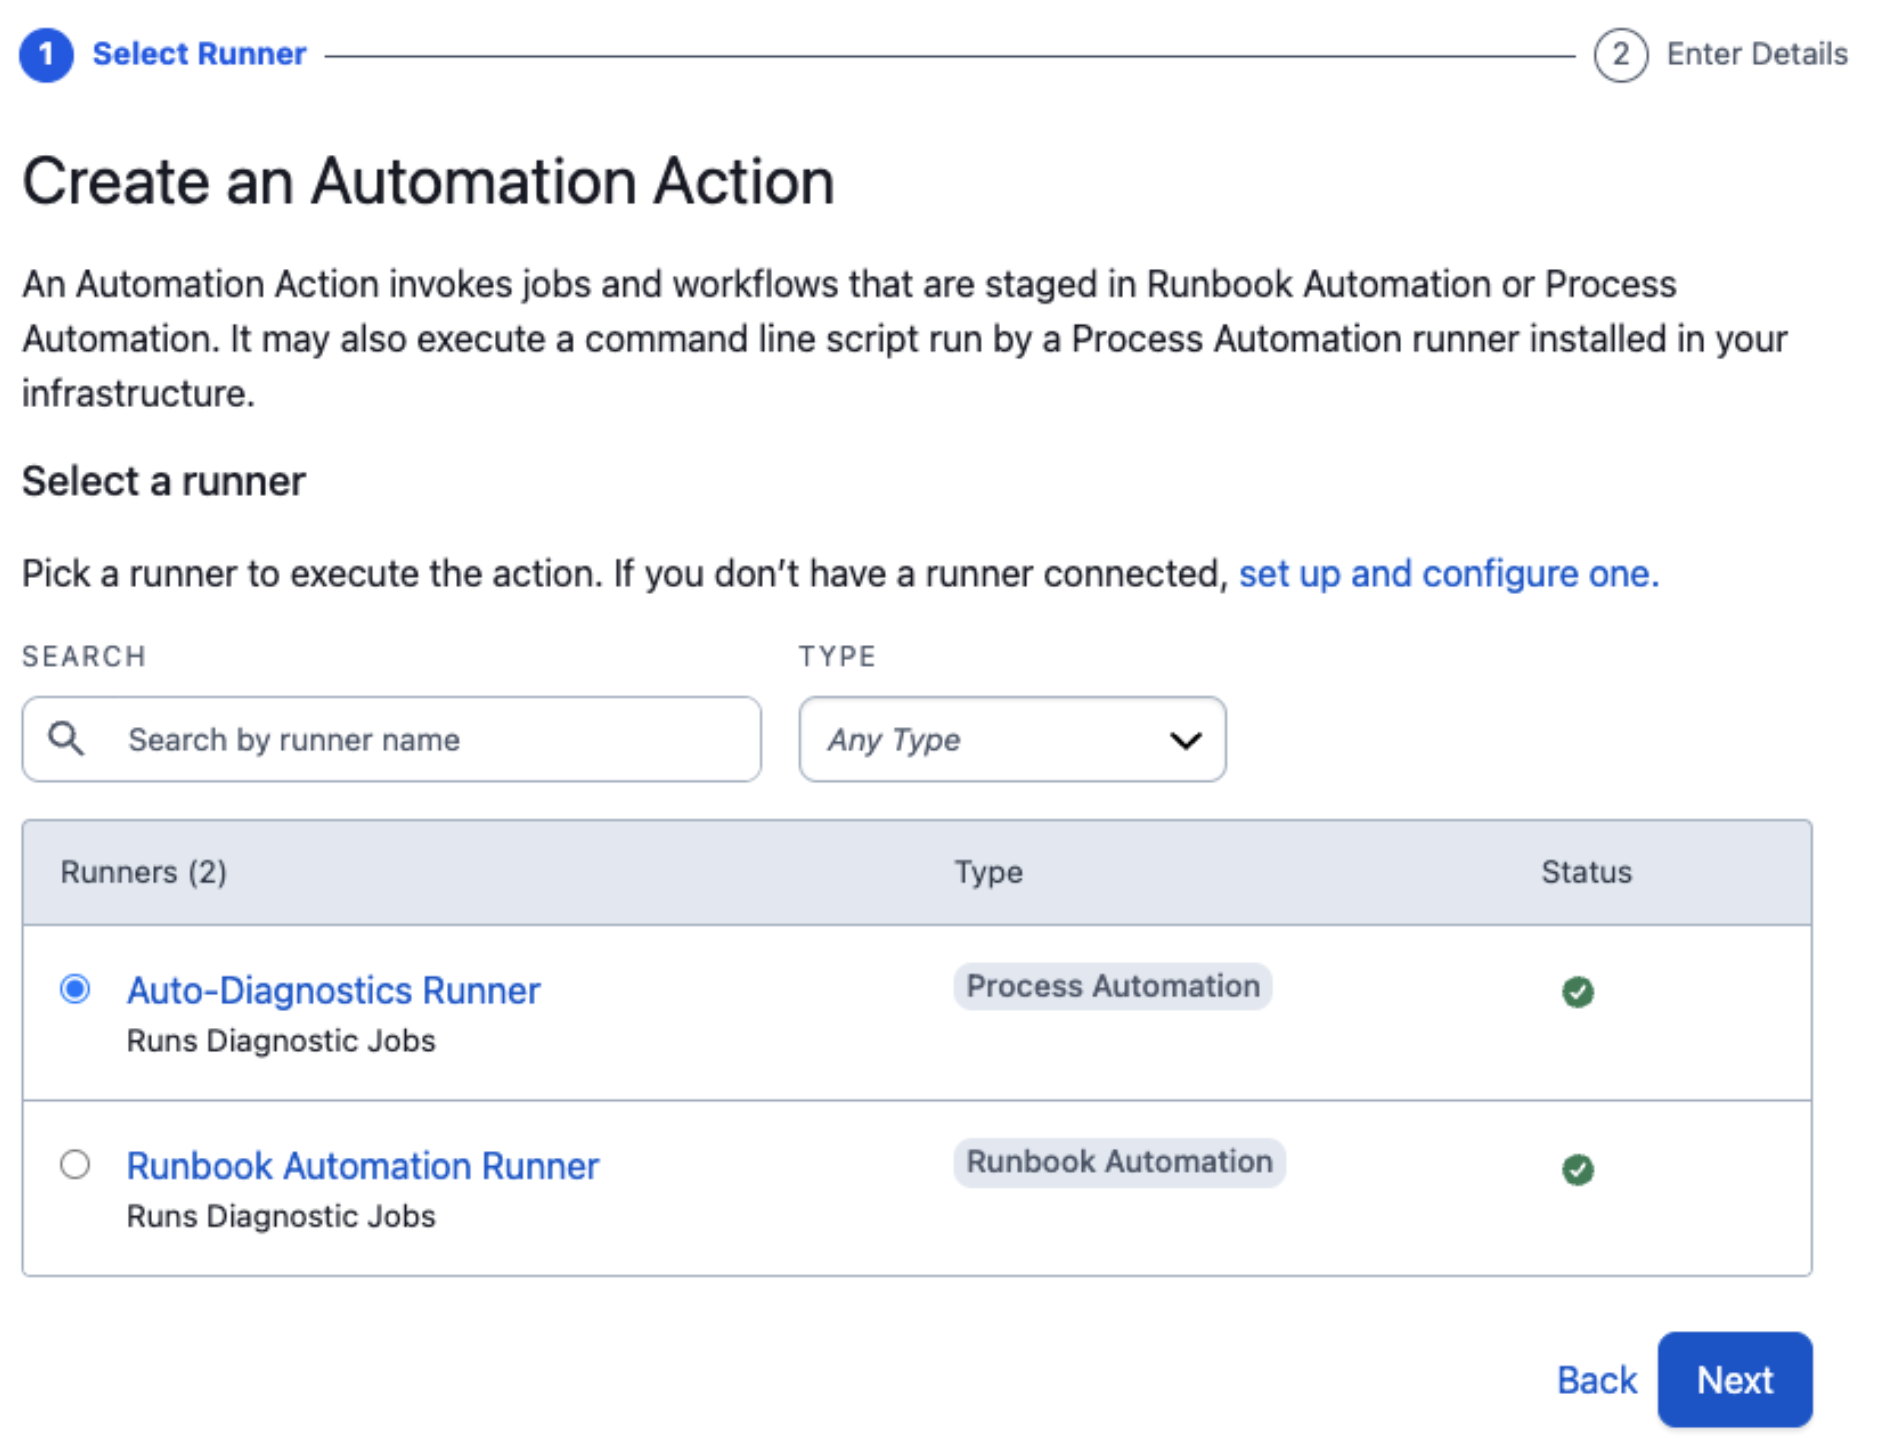 1 Select Runner 2 Enter Details
Create an Automation Action
An Automation Action invokes jobs and workflows that are staged in Runbook Automation or Process
Automation. It may also execute a command line script run by a Process Automation runner installed in your
infrastructure.
Select a runner
Pick a runner to execute the action. If you don’t have a runner connected, set up and configure one.
SEARCH TYPE
Search by runner name Any Type
Runners (2) Type Status
Auto-Diagnostics Runner Process Automation
Runs Diagnostic Jobs
Runbook Automation Runner Runbook Automation
Runs Diagnostic Jobs
Back Next